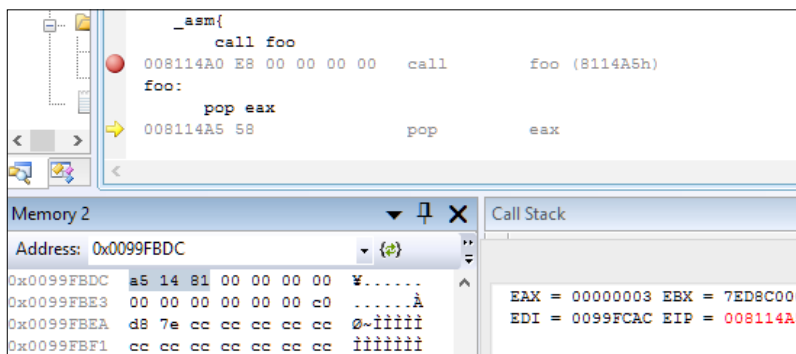 _asm{
call foo
008114A0 E8 00 00 00 00 call foo (8114A5h)
foo:
pop eax
008114A5 58 pop eax
Memory 2
Address: 0x0099FBDC
0x0099FBDC a5 14 81 00 00 00 00 ¥......
0x0099FBE3 00 00 00 00 00 00 c0 ......À
0x0099FBEA d8 7e cc cc cc cc cc Ø~ÌÌÌÌÌ
0x0099FBF1 cc cc cc cc cc cc cc ÌÌÌÌÌÌÌ
Call Stack
EAX = 00000003 EBX = 7ED8C00
EDI = 0099FCAC EIP = 008114A